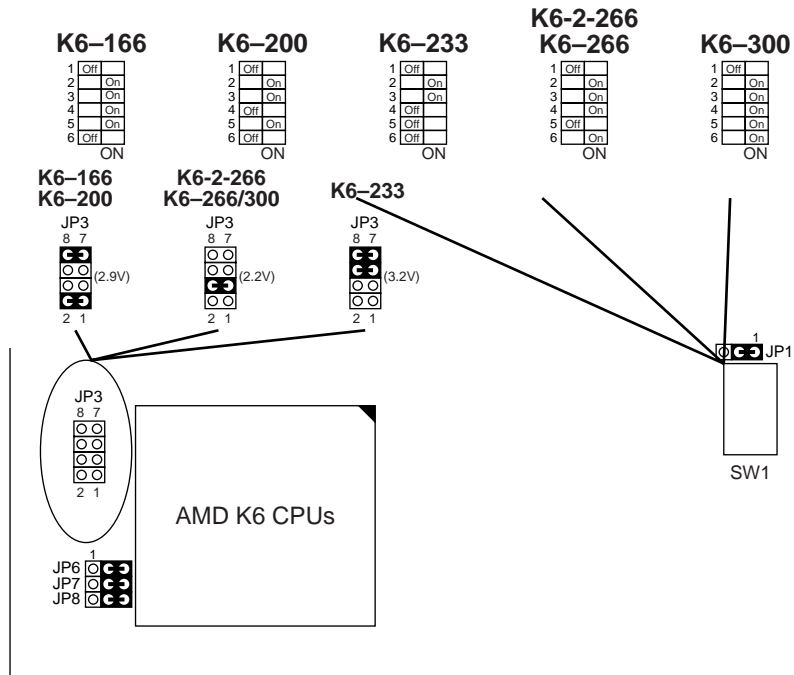 K6–166
1 Off
2 On
3 On
4 On
5 On
6 Off
ON
K6–200
1 Off
2 On
3 On
4 Off
5 On
6 Off
ON
K6–233
1 Off
2 On
3 On
4 Off
5 Off
6 Off
ON
K6-2-266
K6–266
1 Off
2 On
3 On
4 On
5 Off
6 On
ON
K6–300
1 Off
2 On
3 On
4 On
5 On
6 On
ON
K6–166
K6–200
JP3
8 7
(2.9V)
2 1
K6-2-266
K6–266/300
JP3
8 7
(2.2V)
2 1
K6–233
JP3
8 7
(3.2V)
2 1
1
JP1
SW1
JP3
8 7
2 1
AMD K6 CPUs
1
JP6
JP7
JP8